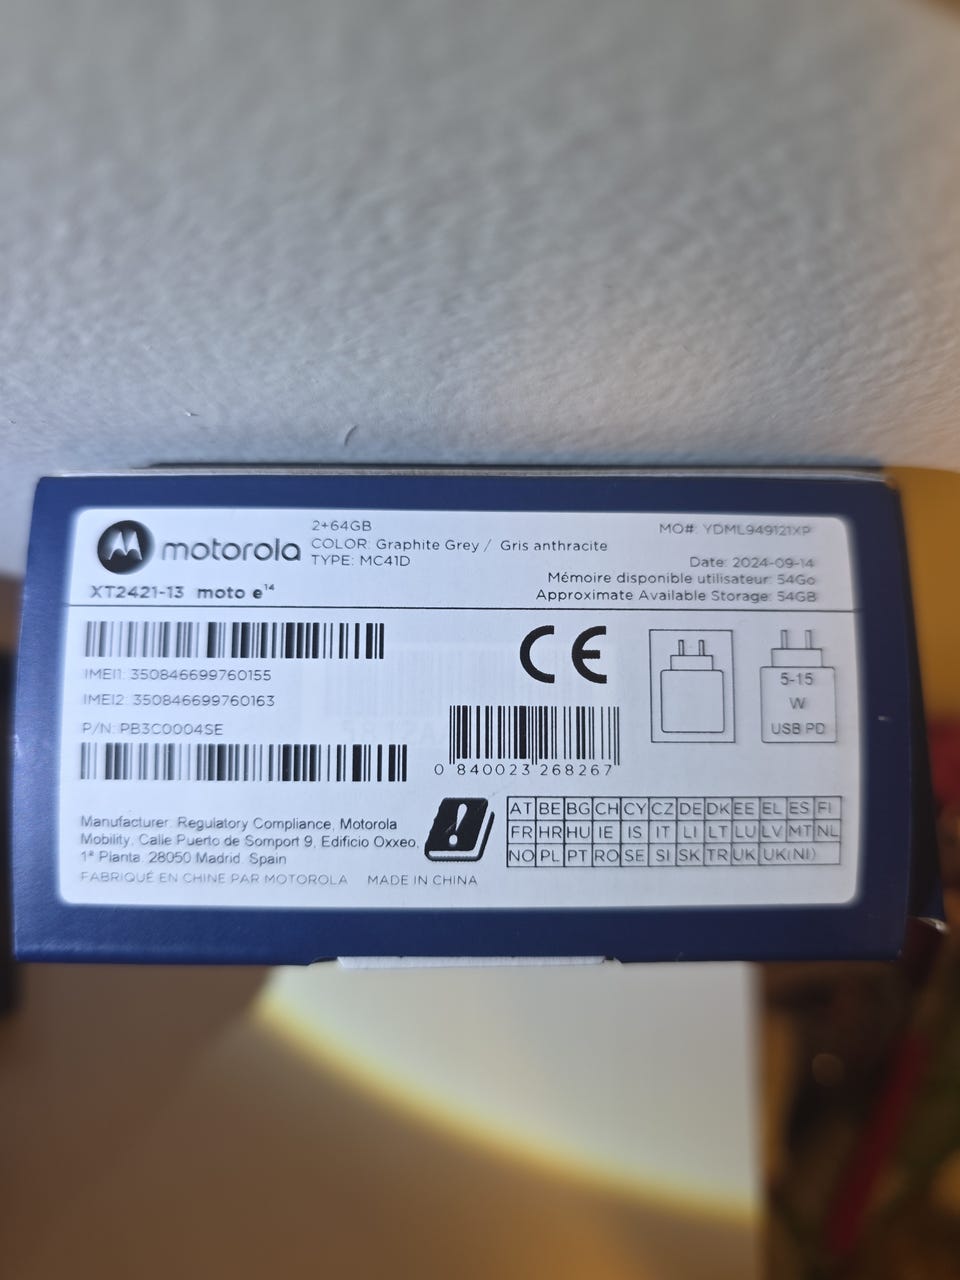 motorola
2+64GB
COLOR: Graphite Grey / Gris anthracite
TYPE: MC41D
XT2421-13 moto e¹⁴
MO#: YDML949121XP
Date: 2024-09-14
Mémoire disponible utilisateur: 54Go
Approximate Available Storage: 54GB
IMEI1: 350846699760155
IMEI2: 350846699760163
P/N: PB3C0004SE
CE
0 840023 268267
5-15
W
USB PD
Manufacturer: Regulatory Compliance, Motorola
Mobility, Calle Puerto de Somport 9, Edificio Oxxeo,
1ª Planta, 28050 Madrid, Spain
FABRIQUÉ EN CHINE PAR MOTOROLA MADE IN CHINA
AT BE BG CH CY CZ DE DK EE EL ES FI
FR HR HU IE IS IT LI LT LU LV MT NL
NO PL PT RO SE SI SK TR UK UK(NI)